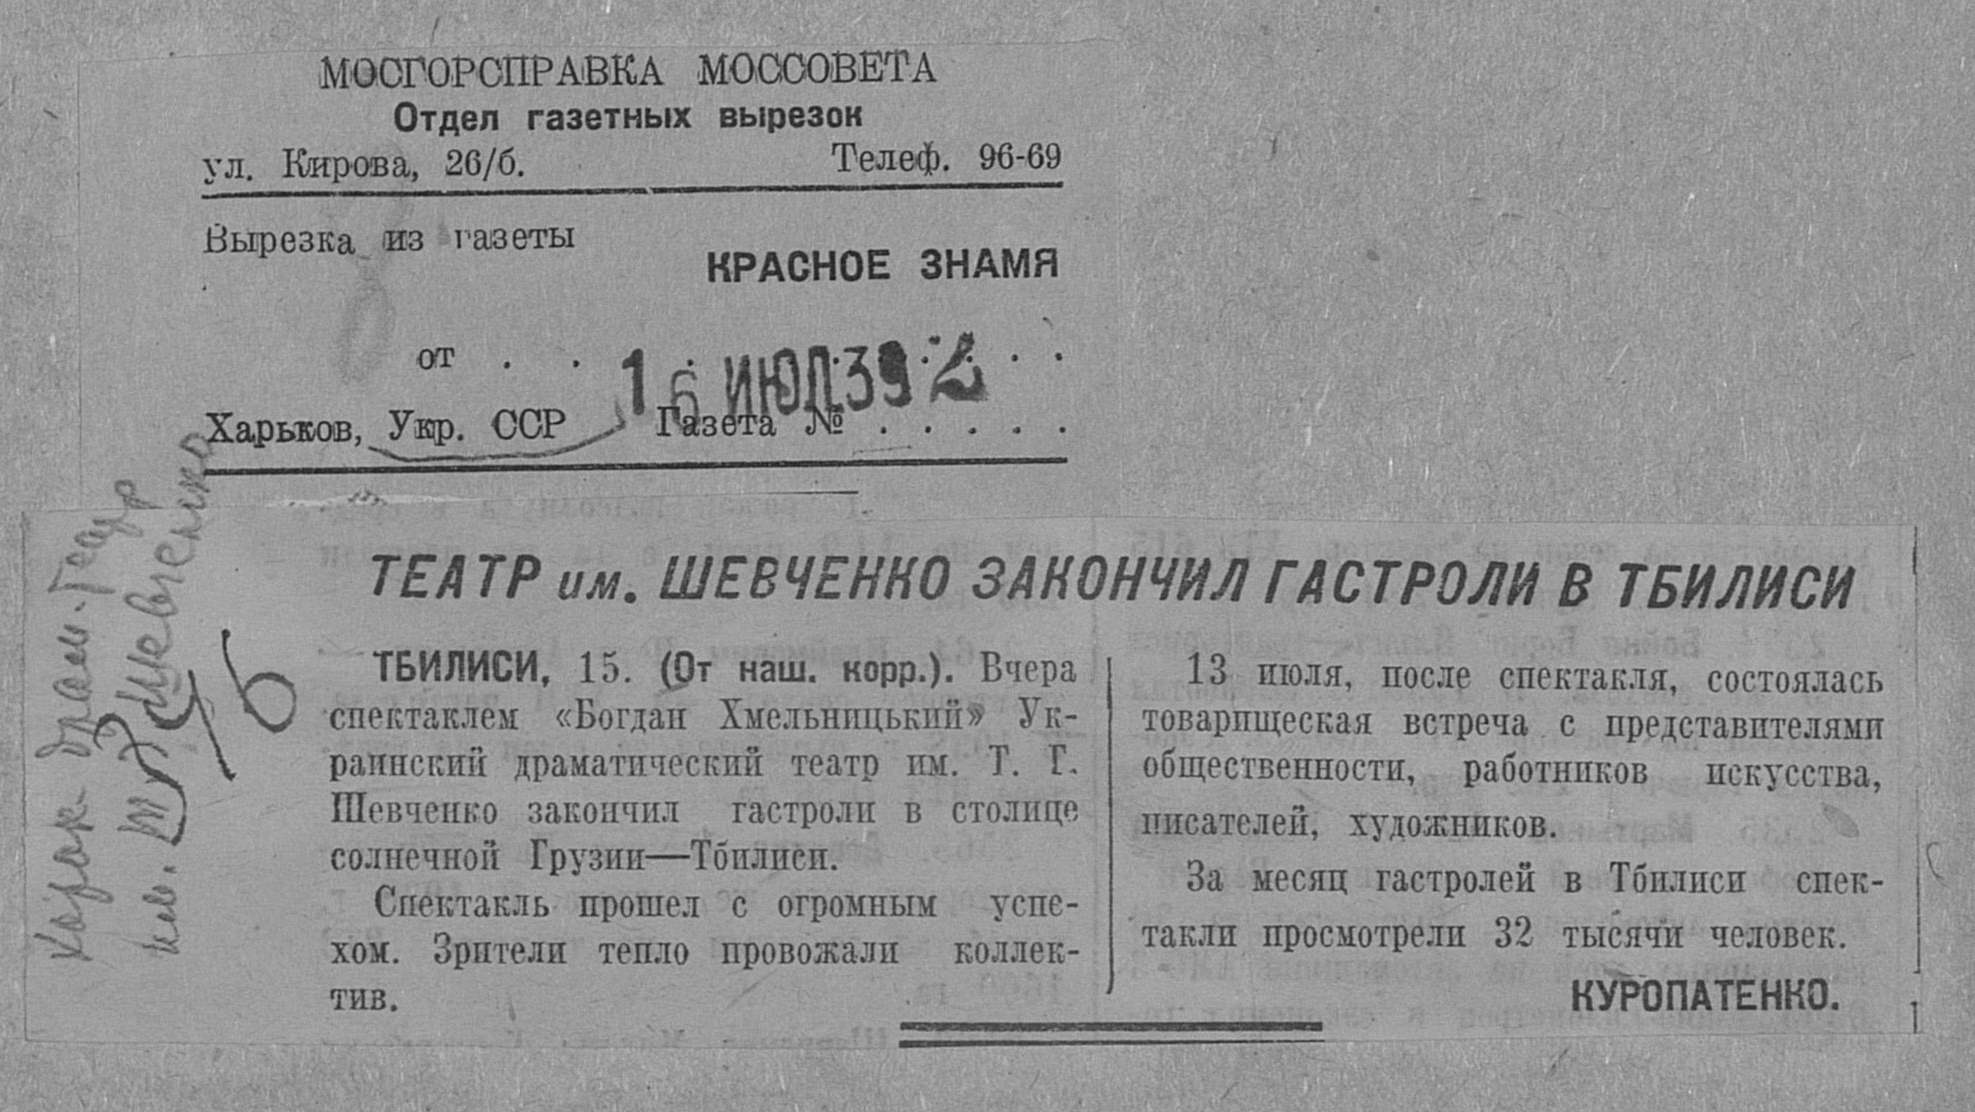 МОСГОРСПРАВКА МОССОВЕТА
Отдел газетных вырезок
ул. Кирова, 26/б. Телеф. 96-69
Вырезка из газеты
КРАСНОЕ ЗНАМЯ
от . . . . . . . . .
16 ИЮЛ 39
Харьков, Укр. ССР Газета № . . . . .
драм. Театр
им. Т Г Шевченко
ТЕАТР им. ШЕВЧЕНКО ЗАКОНЧИЛ ГАСТРОЛИ В ТБИЛИСИ
ТБИЛИСИ, 15. (От наш. корр.). Вчера
спектаклем «Богдан Хмельницький» Ук-
раинский драматический театр им. Т. Г.
Шевченко закончил гастроли в столице
солнечной Грузии—Тбилиси.
Спектакль прошел с огромным успе-
хом. Зрители тепло провожали коллек-
тив.
13 июля, после спектакля, состоялась
товарищеская встреча с представителями
общественности, работников искусства,
писателей, художников.
За месяц гастролей в Тбилиси спек-
такли просмотрели 32 тысячи человек.
КУРОПАТЕНКО.